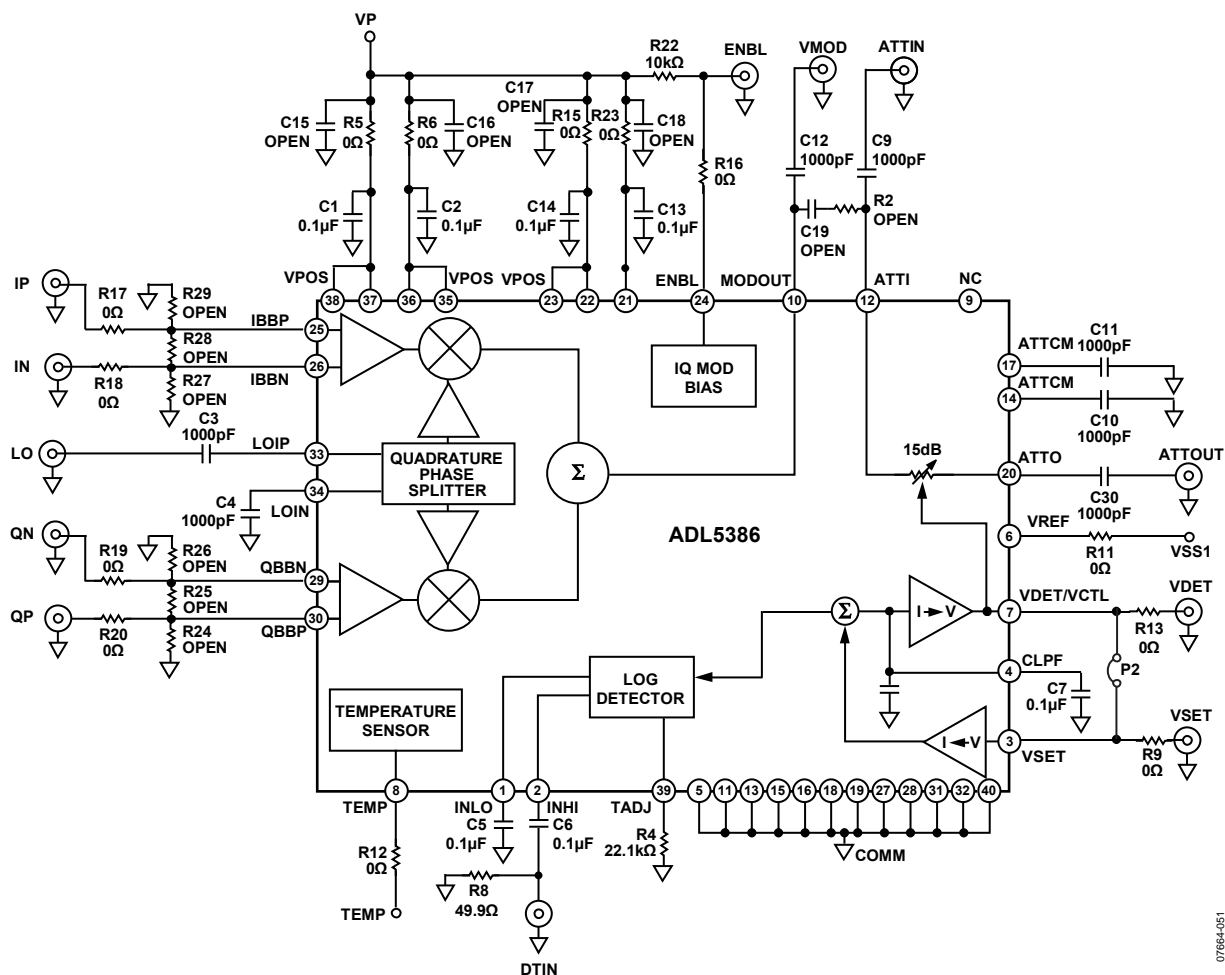 VP
R22
10kΩ
ENBL
VMOD
ATTIN
C15
OPEN
R5
0Ω
R6
0Ω
C16
OPEN
C17
OPEN
R15
0Ω
R23
0Ω
C18
OPEN
R16
0Ω
C12
1000pF
C9
1000pF
C1
0.1µF
C2
0.1µF
C14
0.1µF
C13
0.1µF
C19
OPEN
R2
OPEN
VPOS
VPOS
VPOS
ENBL
MODOUT
ATTI
NC
38
37
36
35
23
22
21
24
10
12
9
IP
R17
0Ω
R29
OPEN
IBBP
25
R28
OPEN
IN
R18
0Ω
R27
OPEN
IBBN
26
IQ MOD
BIAS
ATTCM
17
C11
1000pF
ATTCM
14
C10
1000pF
LO
C3
1000pF
LOIP
33
QUADRATURE
PHASE
SPLITTER
Σ
15dB
ATTO
20
C30
1000pF
ATTOUT
C4
1000pF
LOIN
34
ADL5386
VREF
6
R11
0Ω
VSS1
QN
R19
0Ω
R26
OPEN
QBBN
29
R25
OPEN
QP
R20
0Ω
R24
OPEN
QBBP
30
Σ
I V
VDET/VCTL
7
R13
0Ω
VDET
CLPF
4
C7
0.1µF
P2
LOG
DETECTOR
TEMPERATURE
SENSOR
I V
3
VSET
R9
0Ω
VSET
8
1
2
39
5
11
13
15
16
18
19
27
28
31
32
40
TEMP
INLO
INHI
TADJ
C5
0.1µF
C6
0.1µF
R4
22.1kΩ
COMM
R12
0Ω
R8
49.9Ω
TEMP
DTIN
07664-051